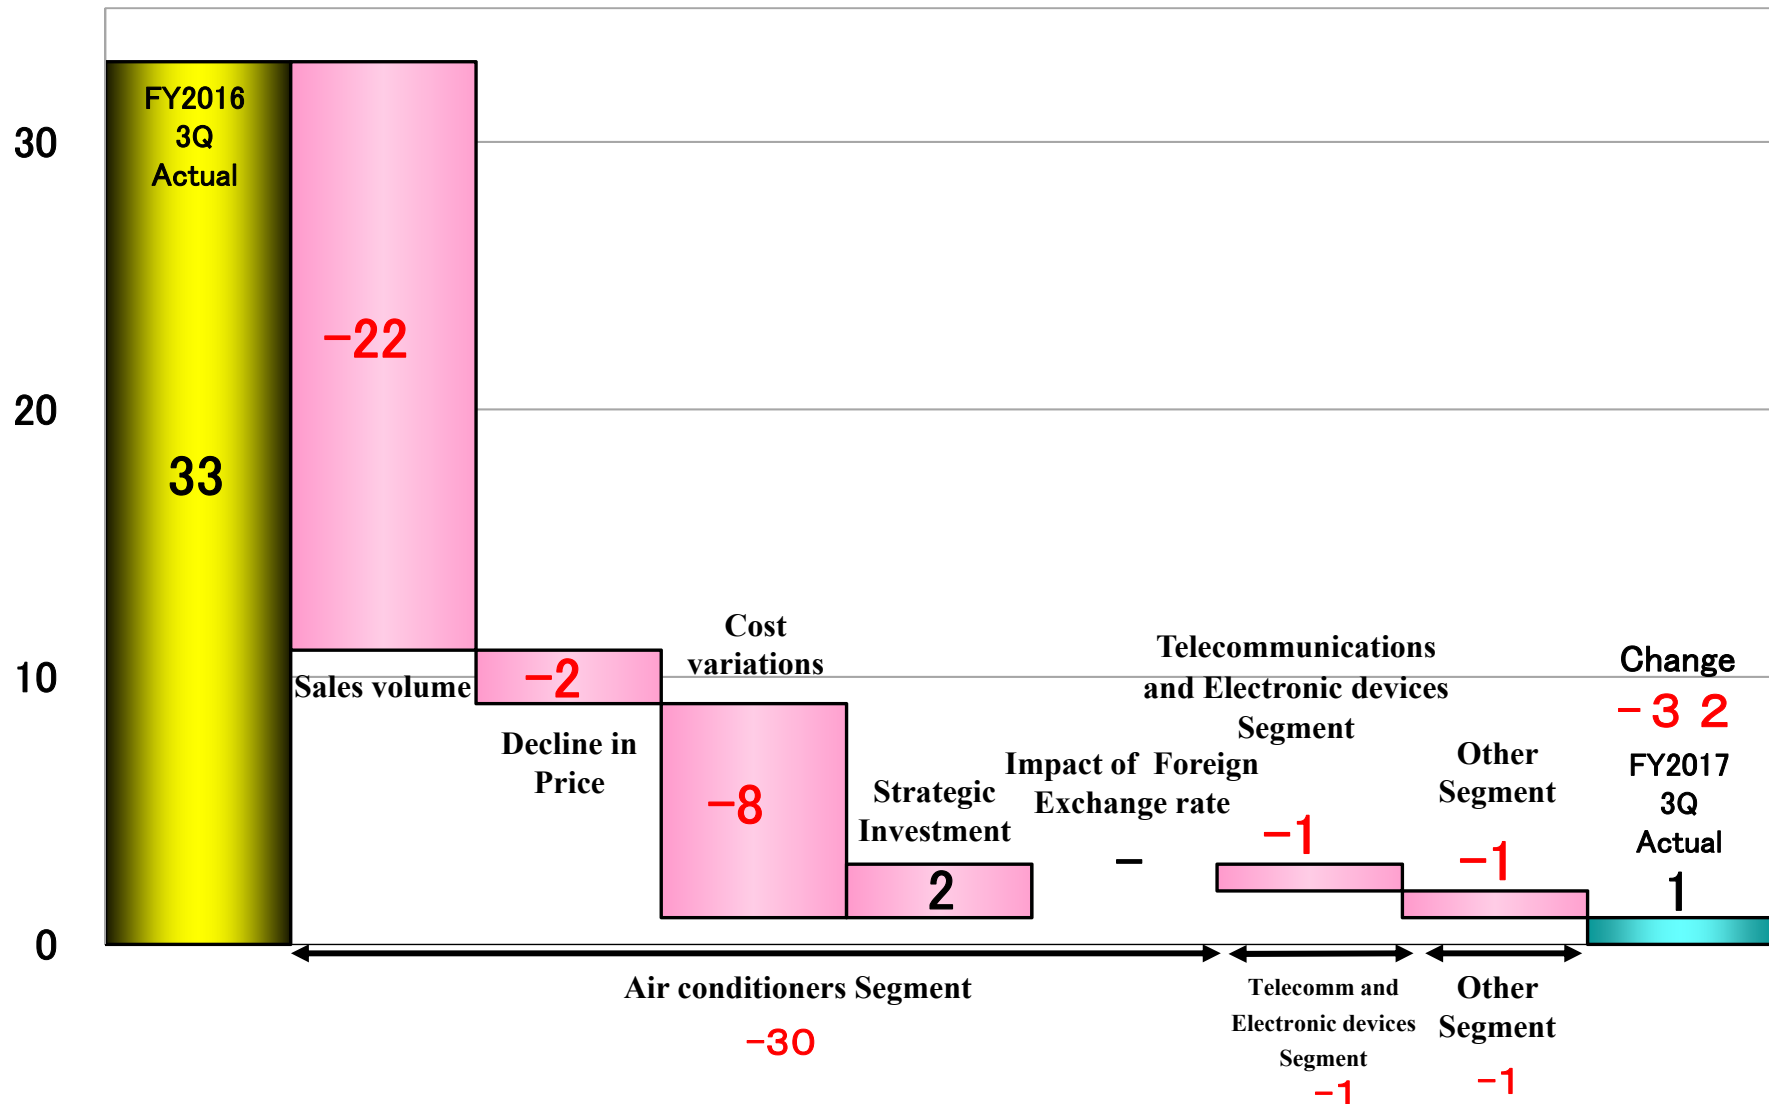 30
20
10
0
FY2016
3Q
Actual
33
-22
Sales volume
-2
Decline in
Price
Cost
variations
-8
Strategic
Investment
2
Impact of Foreign
Exchange rate
-
Telecommunications
and Electronic devices
Segment
-1
Other
Segment
-1
Change
-32
FY2017
3Q
Actual
1
Air conditioners Segment
-30
Telecomm and
Electronic devices
Segment
-1
Other
Segment
-1